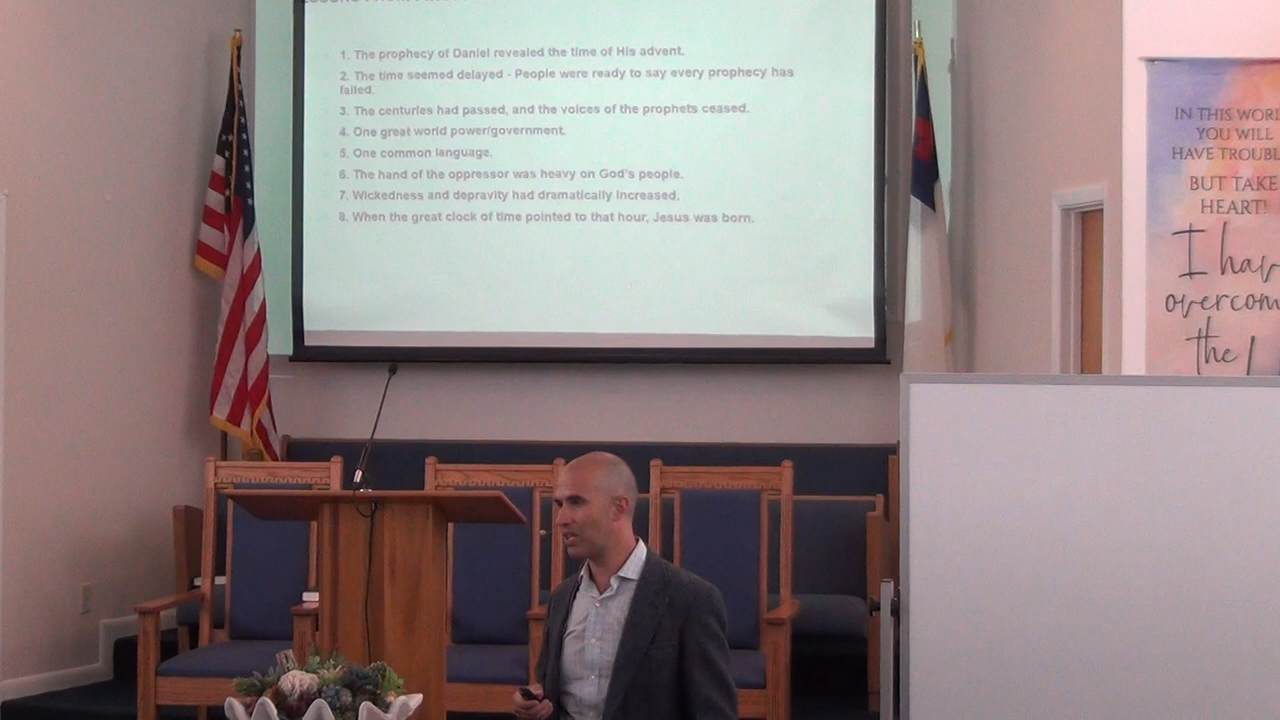 1. The prophecy of Daniel revealed the time of His advent.
2. The time seemed delayed - People were ready to say every prophecy has
failed.
3. The centuries had passed, and the voices of the prophets ceased.
4. One great world power/government.
5. One common language.
6. The hand of the oppressor was heavy on God's people.
7. Wickedness and depravity had dramatically increased.
8. When the great clock of time pointed to that hour, Jesus was born.
IN THIS WORL
YOU WILL
HAVE TROUBL
BUT TAKE
HEART!
I hav
overcom
the